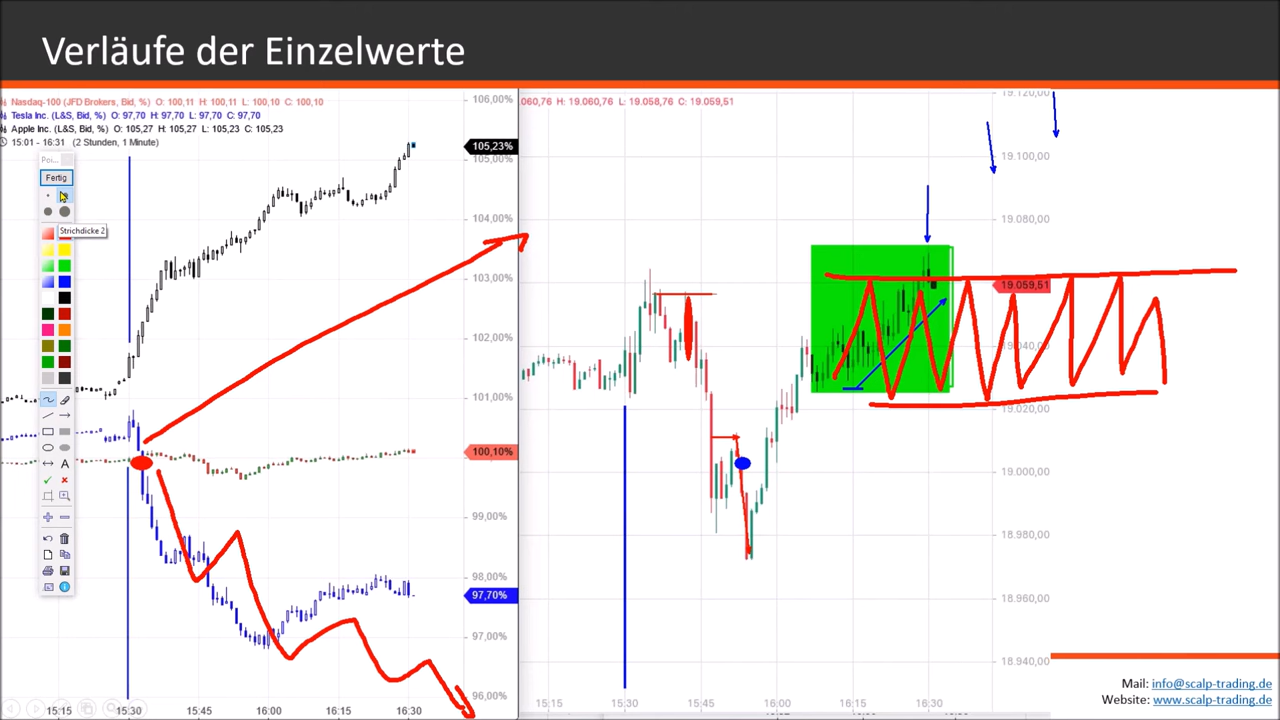 Verläufe der Einzelwerte
Nasdaq-100 (JFD Brokers, Bid, %) O: 100,11 H: 100,11 L: 100,10 C: 100,10
Tesla Inc. (L&S, Bid, %) O: 97,70 H: 97,70 L: 97,70 C: 97,70
Apple Inc. (L&S, Bid, %) O: 105,27 H: 105,27 L: 105,23 C: 105,23
15:01 - 16:31 (2 Stunden, 1 Minute)
Poi...
Fertig
Strichdicke 2
A
106,00%
105,23%
105,00%
104,00%
103,00%
102,00%
101,00%
100,10%
99,00%
98,00%
97,70%
97,00%
96,00%
15:15 15:30 15:45 16:00 16:15 16:30
060,76 H: 19.060,76 L: 19.058,76 C: 19.059,51
19.120,00
19.100,00
19.080,00
19.059,51
19.040,00
19.020,00
19.000,00
18.980,00
18.960,00
18.940,00
15:15 15:30 15:45 16:00 16:15 16:30
Mail: info@scalp-trading.de
Website: www.scalp-trading.de